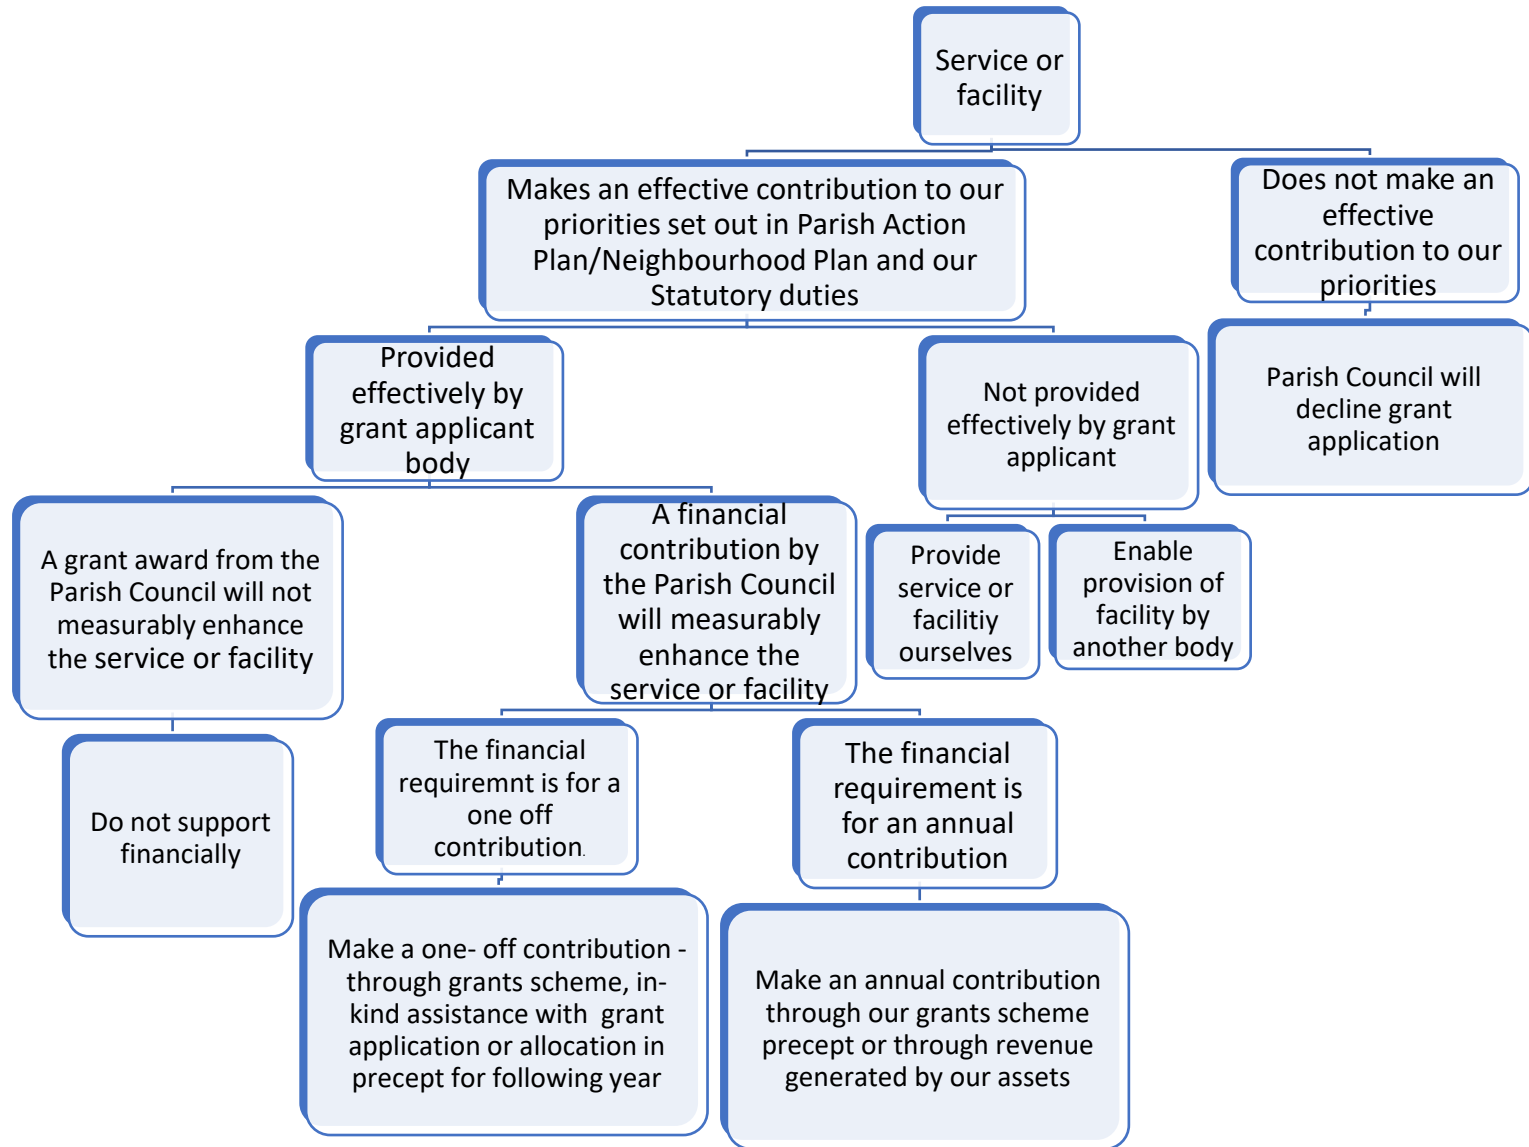 Service or
facility
Makes an effective contribution to our
priorities set out in Parish Action
Plan/Neighbourhood Plan and our
Statutory duties
Does not make an
effective
contribution to our
priorities
Provided
effectively by
grant applicant
body
Not provided
effectively by grant
applicant
Parish Council will
decline grant
application
A grant award from the
Parish Council will not
measurably enhance
the service or facility
A financial
contribution by
the Parish Council
will measurably
enhance the
service or facility
Provide
service or
facilitiy
ourselves
Enable
provision of
facility by
another body
Do not support
financially
The financial
requiremnt is for a
one off
contribution.
The financial
requirement is
for an annual
contribution
Make a one- off contribution -
through grants scheme, in-
kind assistance with grant
application or allocation in
precept for following year
Make an annual contribution
through our grants scheme
precept or through revenue
generated by our assets